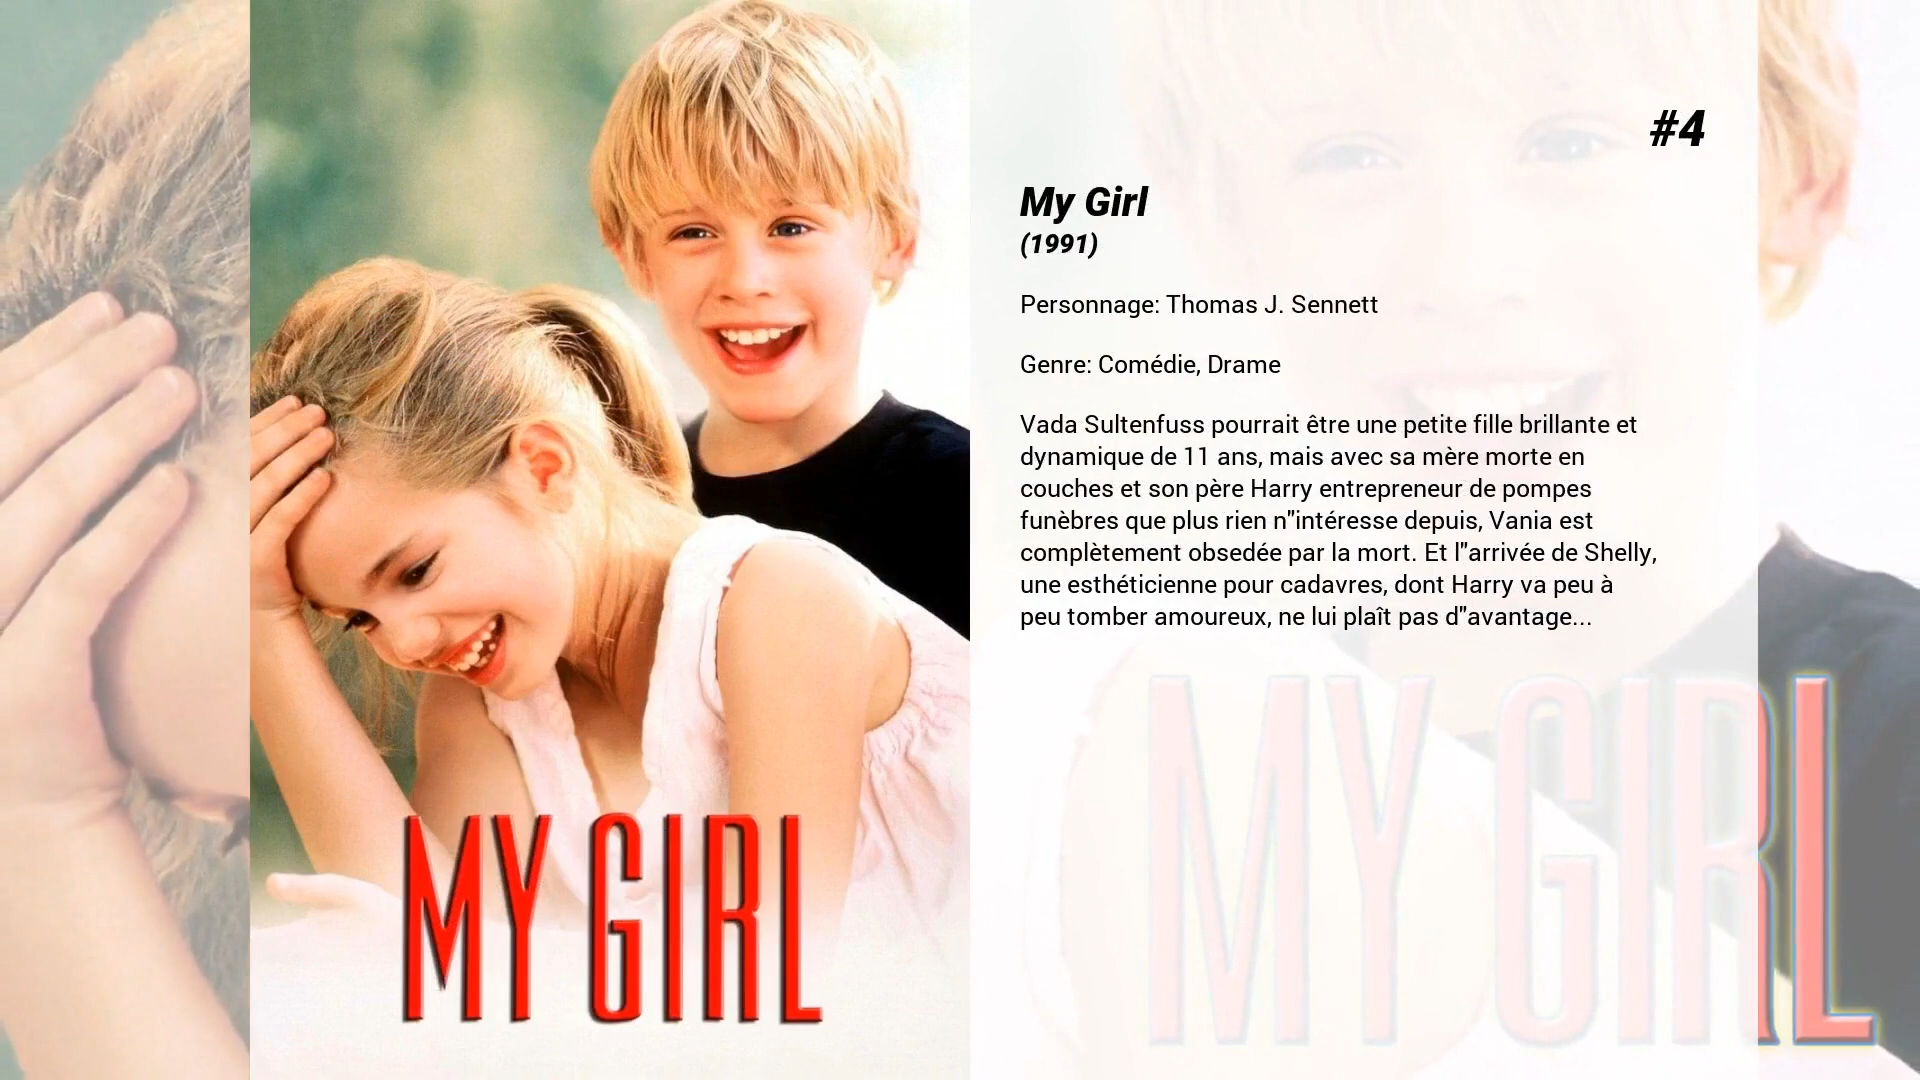 #4
My Girl
(1991)
Personnage: Thomas J. Sennett
Genre: Comédie, Drame
Vada Sultenfuss pourrait être une petite fille brillante et
dynamique de 11 ans, mais avec sa mère morte en
couches et son père Harry entrepreneur de pompes
funèbres que plus rien n"intéresse depuis, Vania est
complètement obsedée par la mort. Et l"arrivée de Shelly,
une esthéticienne pour cadavres, dont Harry va peu à
peu tomber amoureux, ne lui plaît pas d"avantage...
MY GIRL
MY GIRL